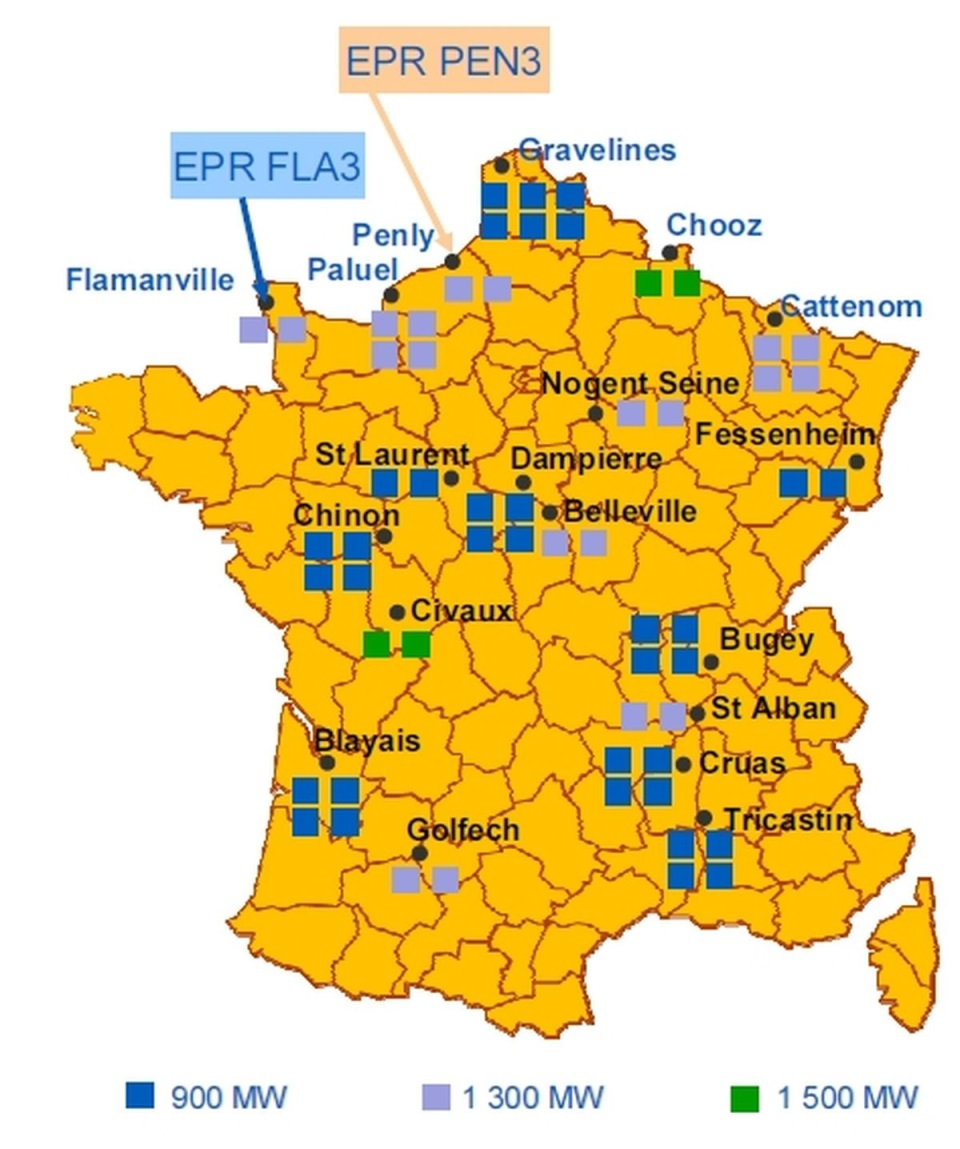 EPR PEN3
EPR FLA3
Gravelines
Chooz
Penly
Paluel
Flamanville
Cattenom
Nogent Seine
Fessenheim
St Laurent
Dampierre
Chinon
Belleville
Civaux
Bugey
St Alban
Blayais
Cruas
Tricastin
Golfech
900 MW
1 300 MW
1 500 MW